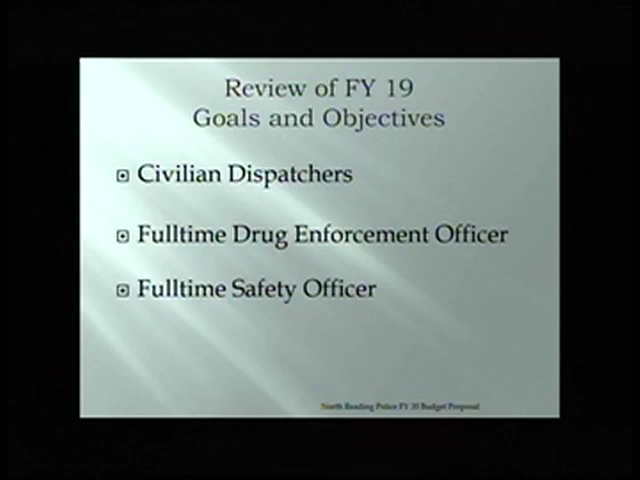 Review of FY 19
Goals and Objectives
Civilian Dispatchers
Fulltime Drug Enforcement Officer
Fulltime Safety Officer
North Reading Police FY 20 Budget Proposal